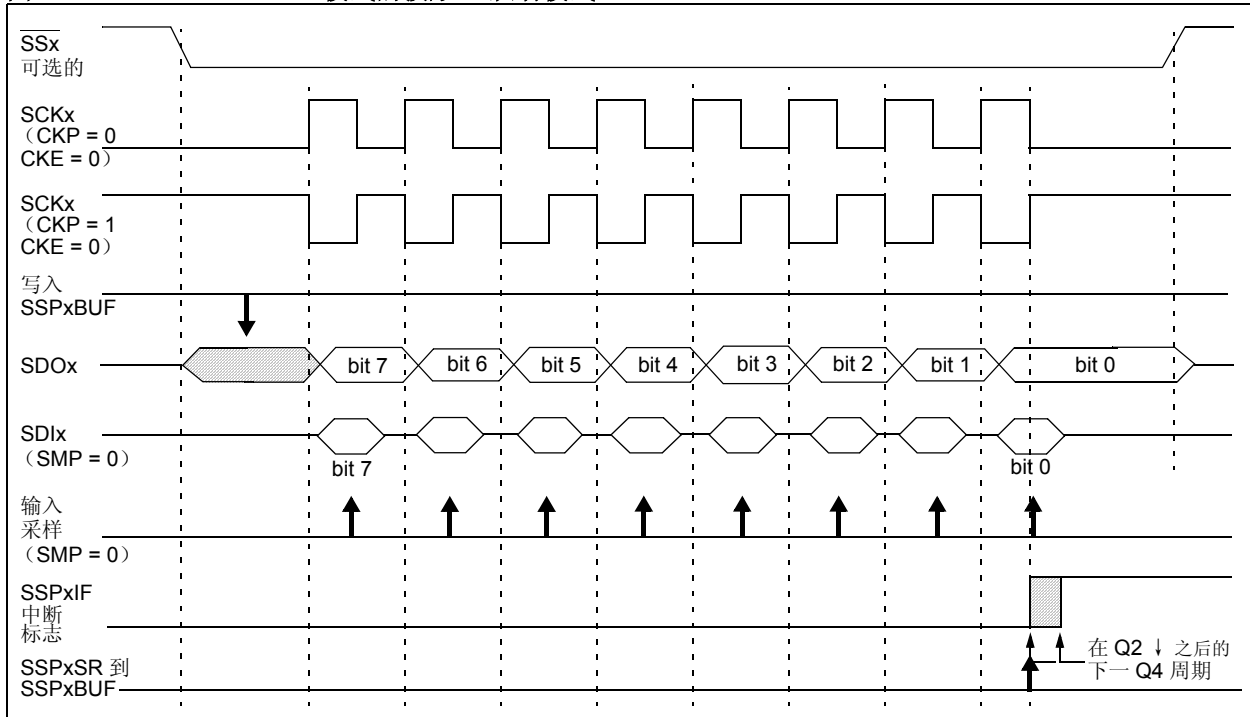 SSx
可选的
SCKx
（CKP = 0
CKE = 0）
SCKx
（CKP = 1
CKE = 0）
写入
SSPxBUF
SDOx
bit 7
bit 6
bit 5
bit 4
bit 3
bit 2
bit 1
bit 0
SDIx
（SMP = 0）
bit 7
bit 0
输入
采样
（SMP = 0）
SSPxIF
中断
标志
在 Q2 ↓ 之后的
下一 Q4 周期
SSPxSR 到
SSPxBUF